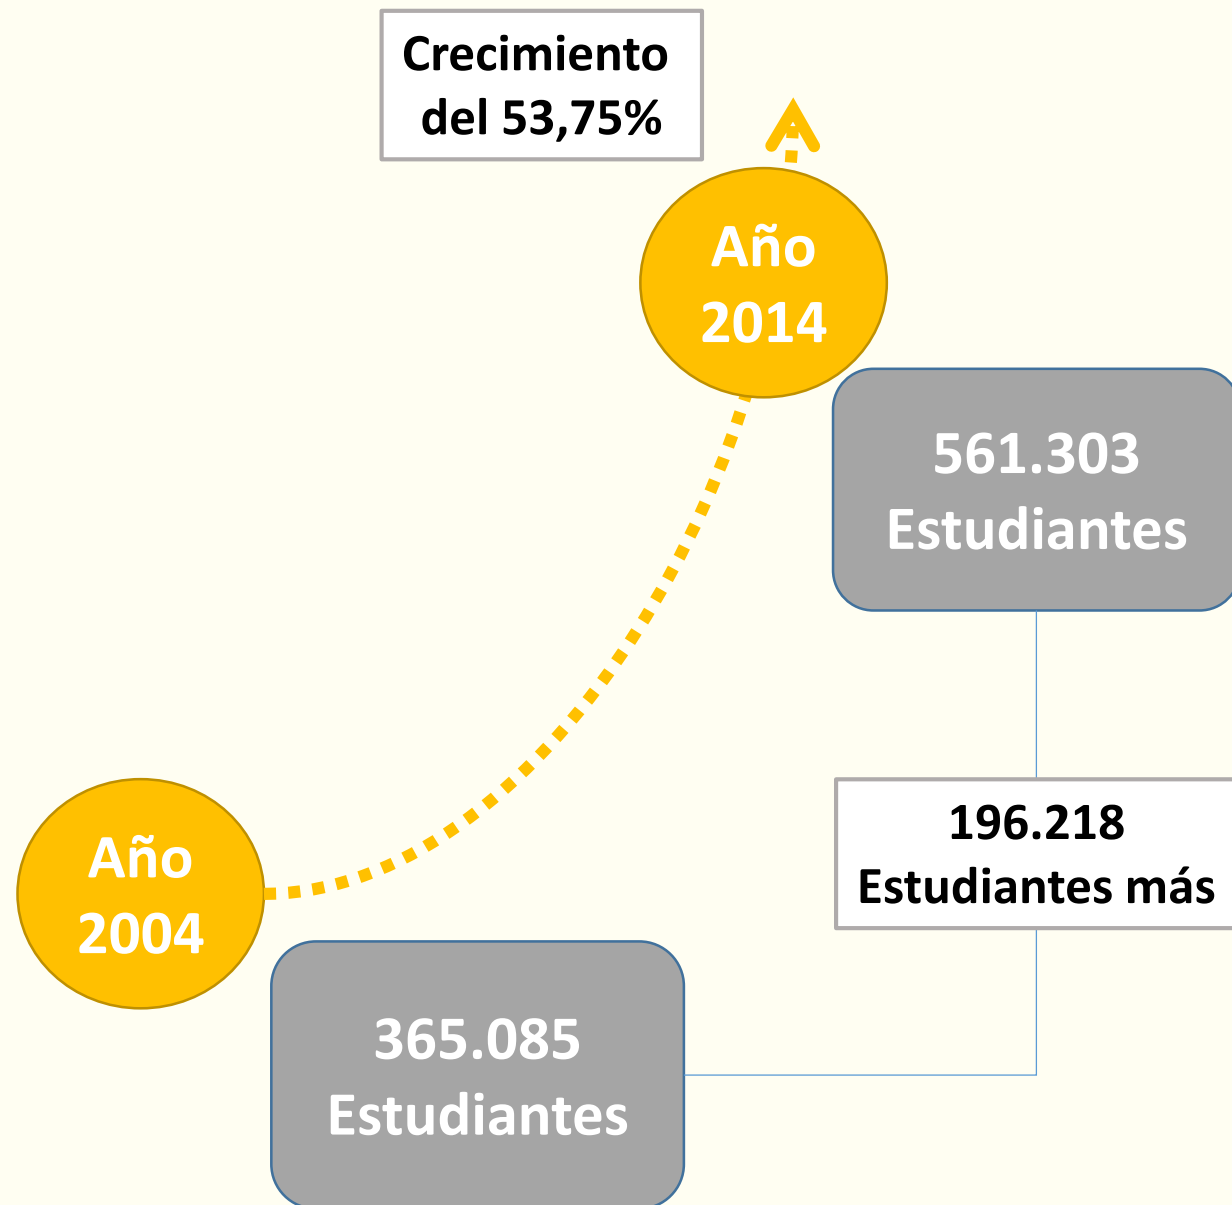 Crecimiento
del 53,75%
Año
2014
561.303
Estudiantes
196.218
Estudiantes más
Año
2004
365.085
Estudiantes